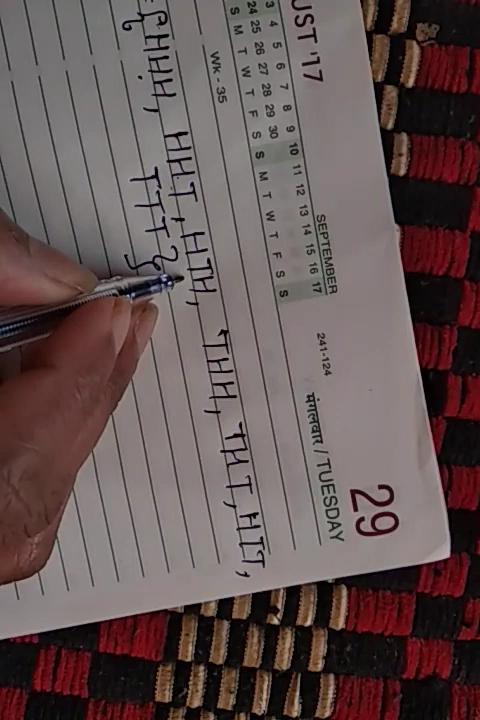 UST '17 SEPTEMBER 29
3 4 5 6 7 8 9 10 11 12 13 14 15 16 17 241-124 मंगलवार / TUESDAY
24 25 26 27 28 29 30
S M T W T F S S M T W T F S S
Wk - 35
{HHH, HHT, HTH, THH, THT, HTT,
TTT }